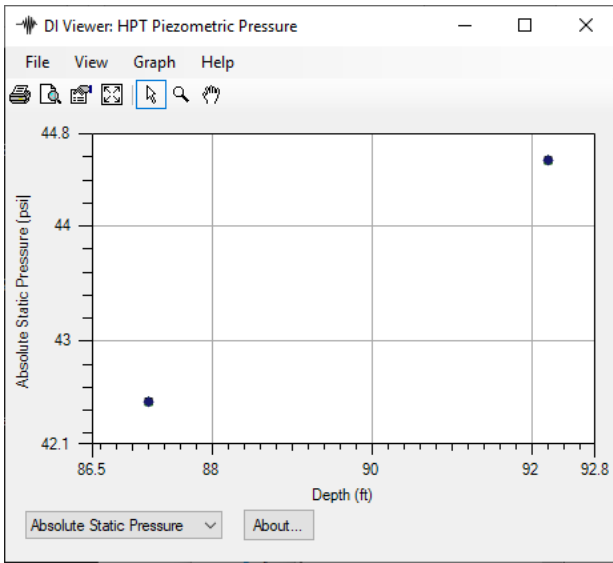 DI Viewer: HPT Piezometric Pressure
File View Graph Help
44.8
44
43
42.1
Absolute Static Pressure (psi)
86.5 88 90 92 92.8
Depth (ft)
Absolute Static Pressure About...